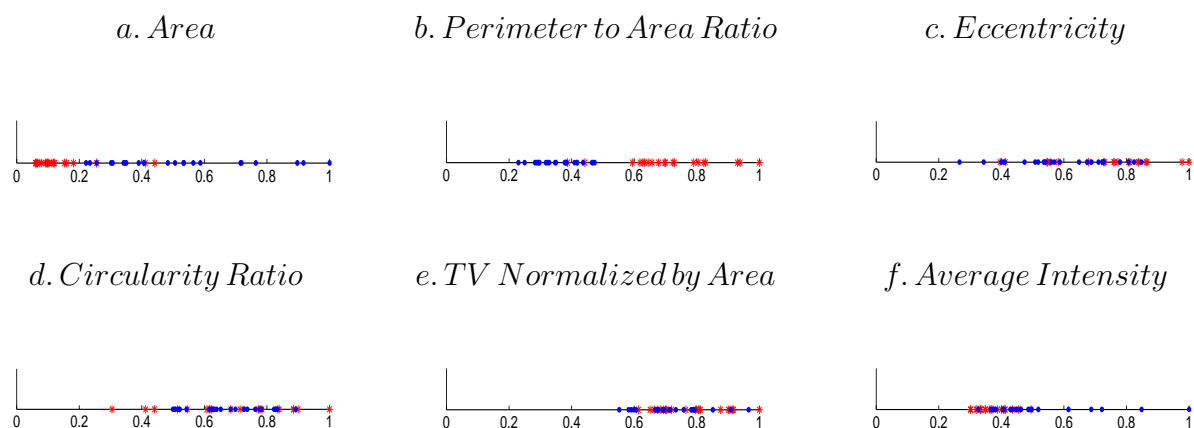 a. Area
b. Perimeter to Area Ratio
c. Eccentricity
0 0.2 0.4 0.6 0.8 1
0 0.2 0.4 0.6 0.8 1
0 0.2 0.4 0.6 0.8 1
d. Circularity Ratio
e. TV Normalized by Area
f. Average Intensity
0 0.2 0.4 0.6 0.8 1
0 0.2 0.4 0.6 0.8 1
0 0.2 0.4 0.6 0.8 1